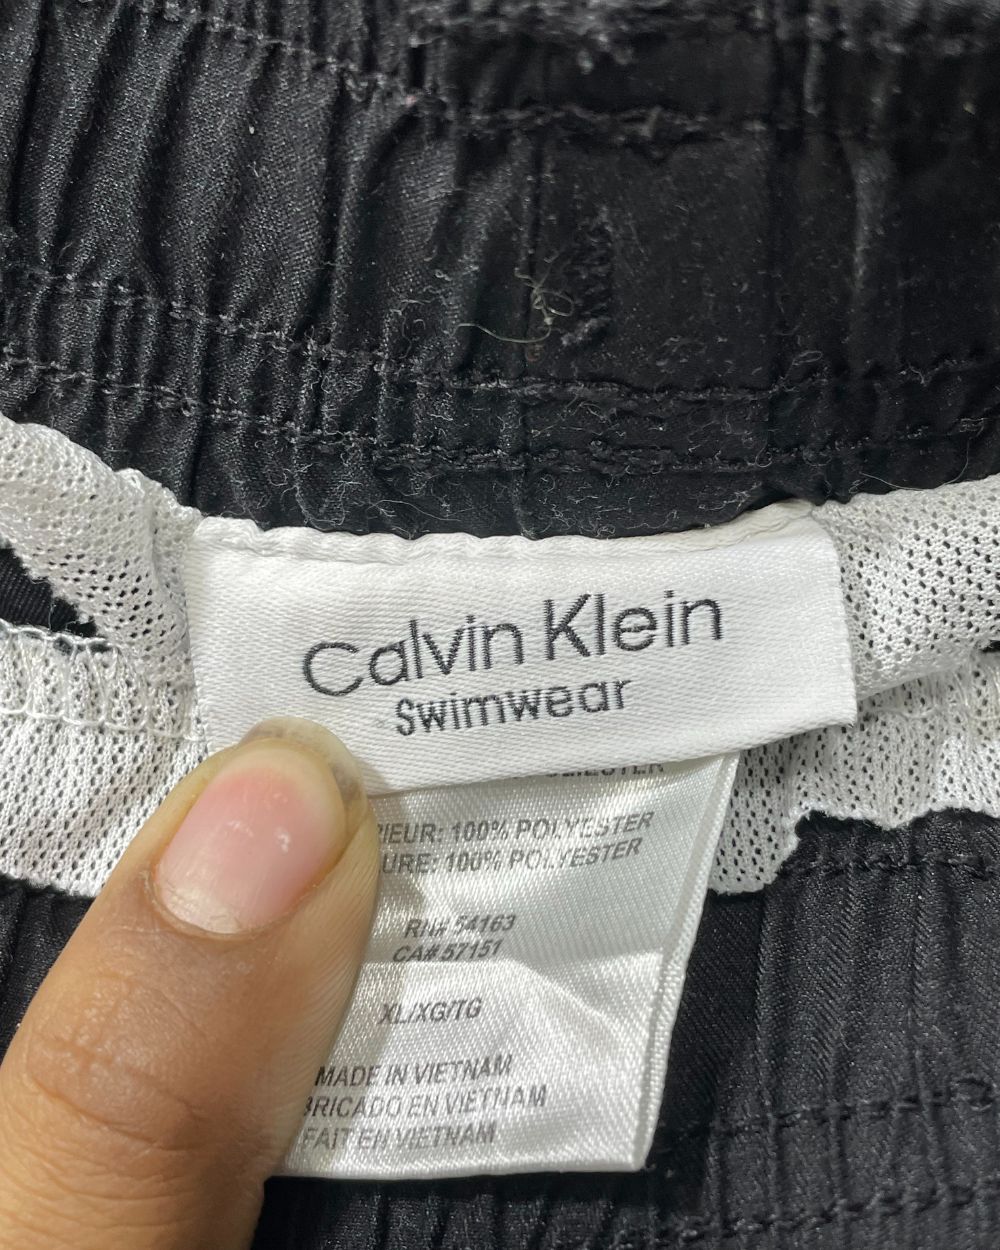 Calvin Klein
Swimwear
RIEUR: 100% POLYESTER
URE: 100% POLYESTER
RN# 54163
CA# 57151
XL/XG/TG
MADE IN VIETNAM
BRICADO EN VIETNAM
FAIT EN VIETNAM